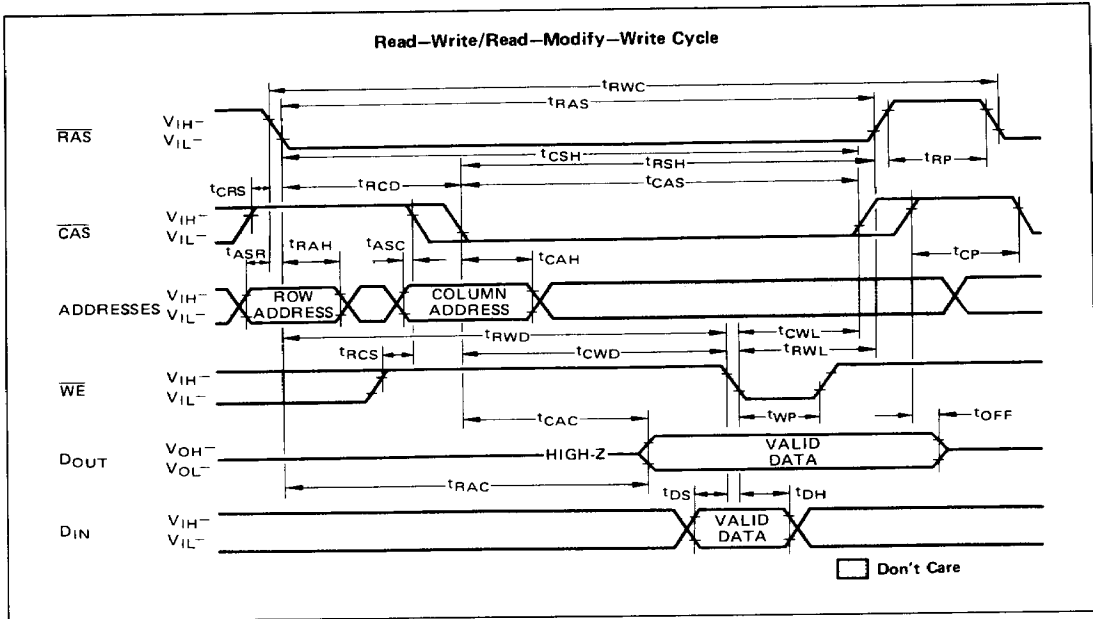 Read–Write/Read–Modify–Write Cycle
tRWC
tRAS
RAS
VIH–
VIL–
tCSH
tRSH
tRP
tCRS
tRCD
tCAS
CAS
VIH–
VIL–
tASR
tRAH
tASC
tCAH
tCP
ADDRESSES
VIH–
VIL–
ROW ADDRESS
COLUMN ADDRESS
tRWD
tCWL
tRCS
tCWD
tRWL
WE
VIH–
VIL–
tCAC
tWP
tOFF
DOUT
VOH–
VOL–
HIGH-Z
VALID DATA
tRAC
tDS
tDH
DIN
VIH–
VIL–
VALID DATA
Don't Care